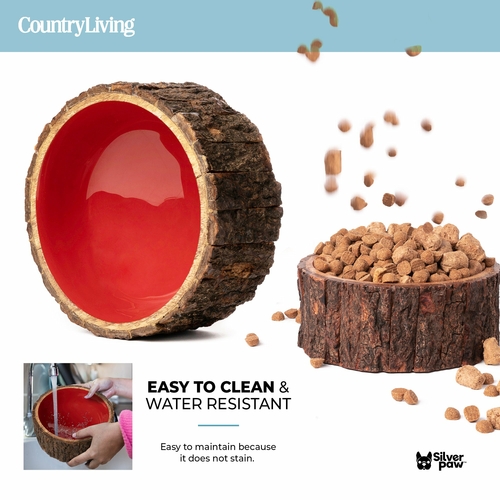 CountryLiving
EASY TO CLEAN &
WATER RESISTANT
Easy to maintain because
it does not stain.
Silver
paw